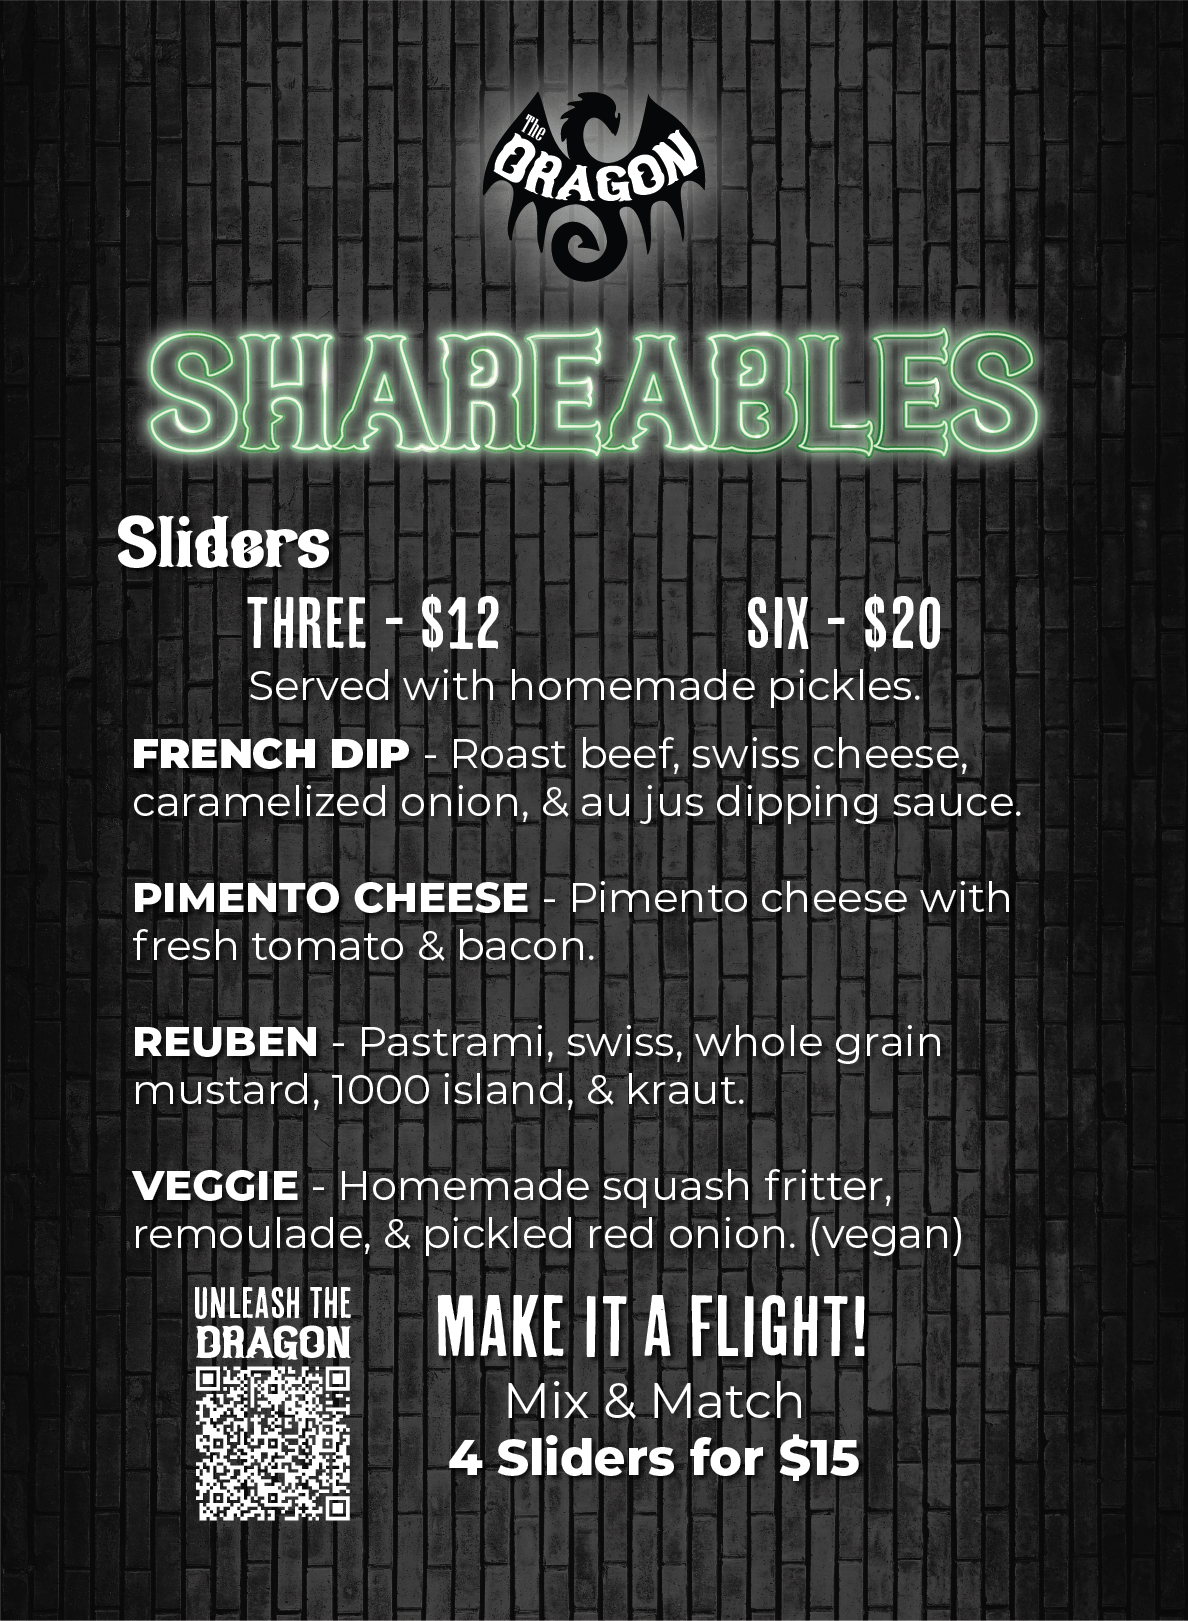 The
DRAGON
SHAREABLES
Sliders
THREE - $12 SIX - $20
Served with homemade pickles.
FRENCH DIP - Roast beef, swiss cheese,
caramelized onion, & au jus dipping sauce.
PIMENTO CHEESE - Pimento cheese with
fresh tomato & bacon.
REUBEN - Pastrami, swiss, whole grain
mustard, 1000 island, & kraut.
VEGGIE - Homemade squash fritter,
remoulade, & pickled red onion. (vegan)
UNLEASH THE
DRAGON
MAKE IT A FLIGHT!
Mix & Match
4 Sliders for $15